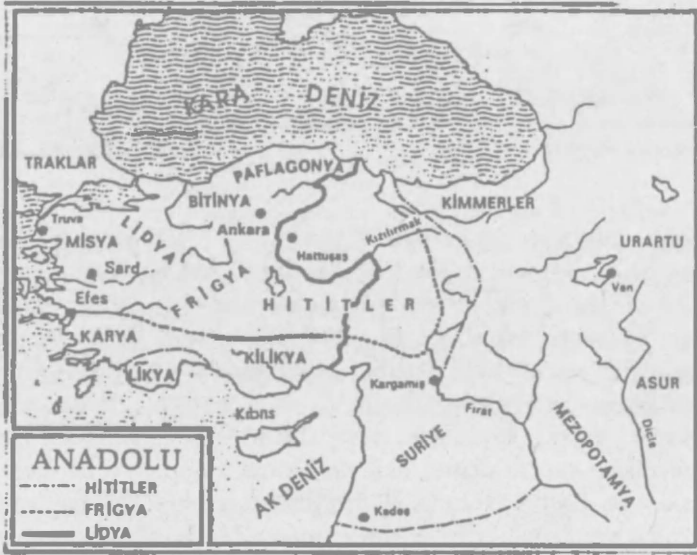 KARA DENİZ
TRAKLAR
PAFLAGONYA
BİTİNYA
KİMMERLER
Truva
LİDYA
Ankara
Kızılırmak
MİSYA
Hattuşaş
URARTU
Sard
FRİGYA
Van
Efes
HİTİTLER
KARYA
KİLİKYA
LİKYA
Kargamış
ASUR
Kıbrıs
Fırat
MEZOPOTAMYA
Dicle
SURİYE
AK DENİZ
Kadeş
ANADOLU
HİTİTLER
FRİGYA
LİDYA